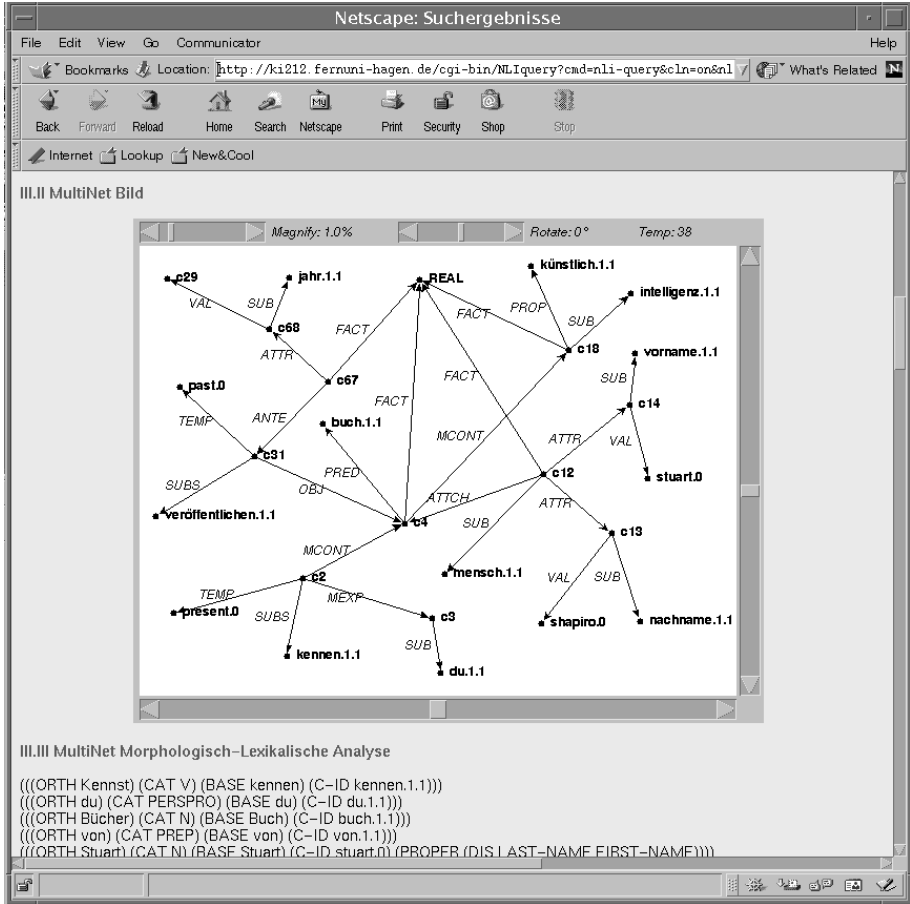 Netscape: Suchergebnisse
File Edit View Go Communicator Help
Bookmarks Location: http://ki212.fernuni-hagen.de/cgi-bin/NLIquery?cmd=nli-query&cln=on&nl What's Related N
Back Forward Reload Home Search Netscape Print Security Shop Stop
My
Internet Lookup New&Cool
III.II MultiNet Bild
Magnify: 1.0% Rotate: 0° Temp: 38
künstlich.1.1
c29 jahr.1.1 REAL
intelligenz.1.1
VAL SUB PROP
FACT FACT SUB
c68
c18 vorname.1.1
ATTR
c67 FACT SUB
past.0
FACT c14
TEMP ANTE buch.1.1
MCONT ATTR VAL
c31 PRED c12 stuart.0
SUBS OBJ ATTCH ATTR
veröffentlichen.1.1 c4 SUB
c13
MCONT
c2 mensch.1.1 VAL SUB
TEMP MEXP
present.0 SUBS c3 shapiro.0 nachname.1.1
SUB
kennen.1.1
du.1.1
III.III MultiNet Morphologisch-Lexikalische Analyse
(((ORTH Kennst) (CAT V) (BASE kennen) (C-ID kennen.1.1)))
(((ORTH du) (CAT PERSPRO) (BASE du) (C-ID du.1.1)))
(((ORTH Bücher) (CAT N) (BASE Buch) (C-ID buch.1.1)))
(((ORTH von) (CAT PREP) (BASE von) (C-ID von.1.1)))
(((ORTH Stuart) (CAT N) (BASE Stuart) (C-ID stuart.0) (PROPER (DIS LAST-NAME FIRST-NAME))))